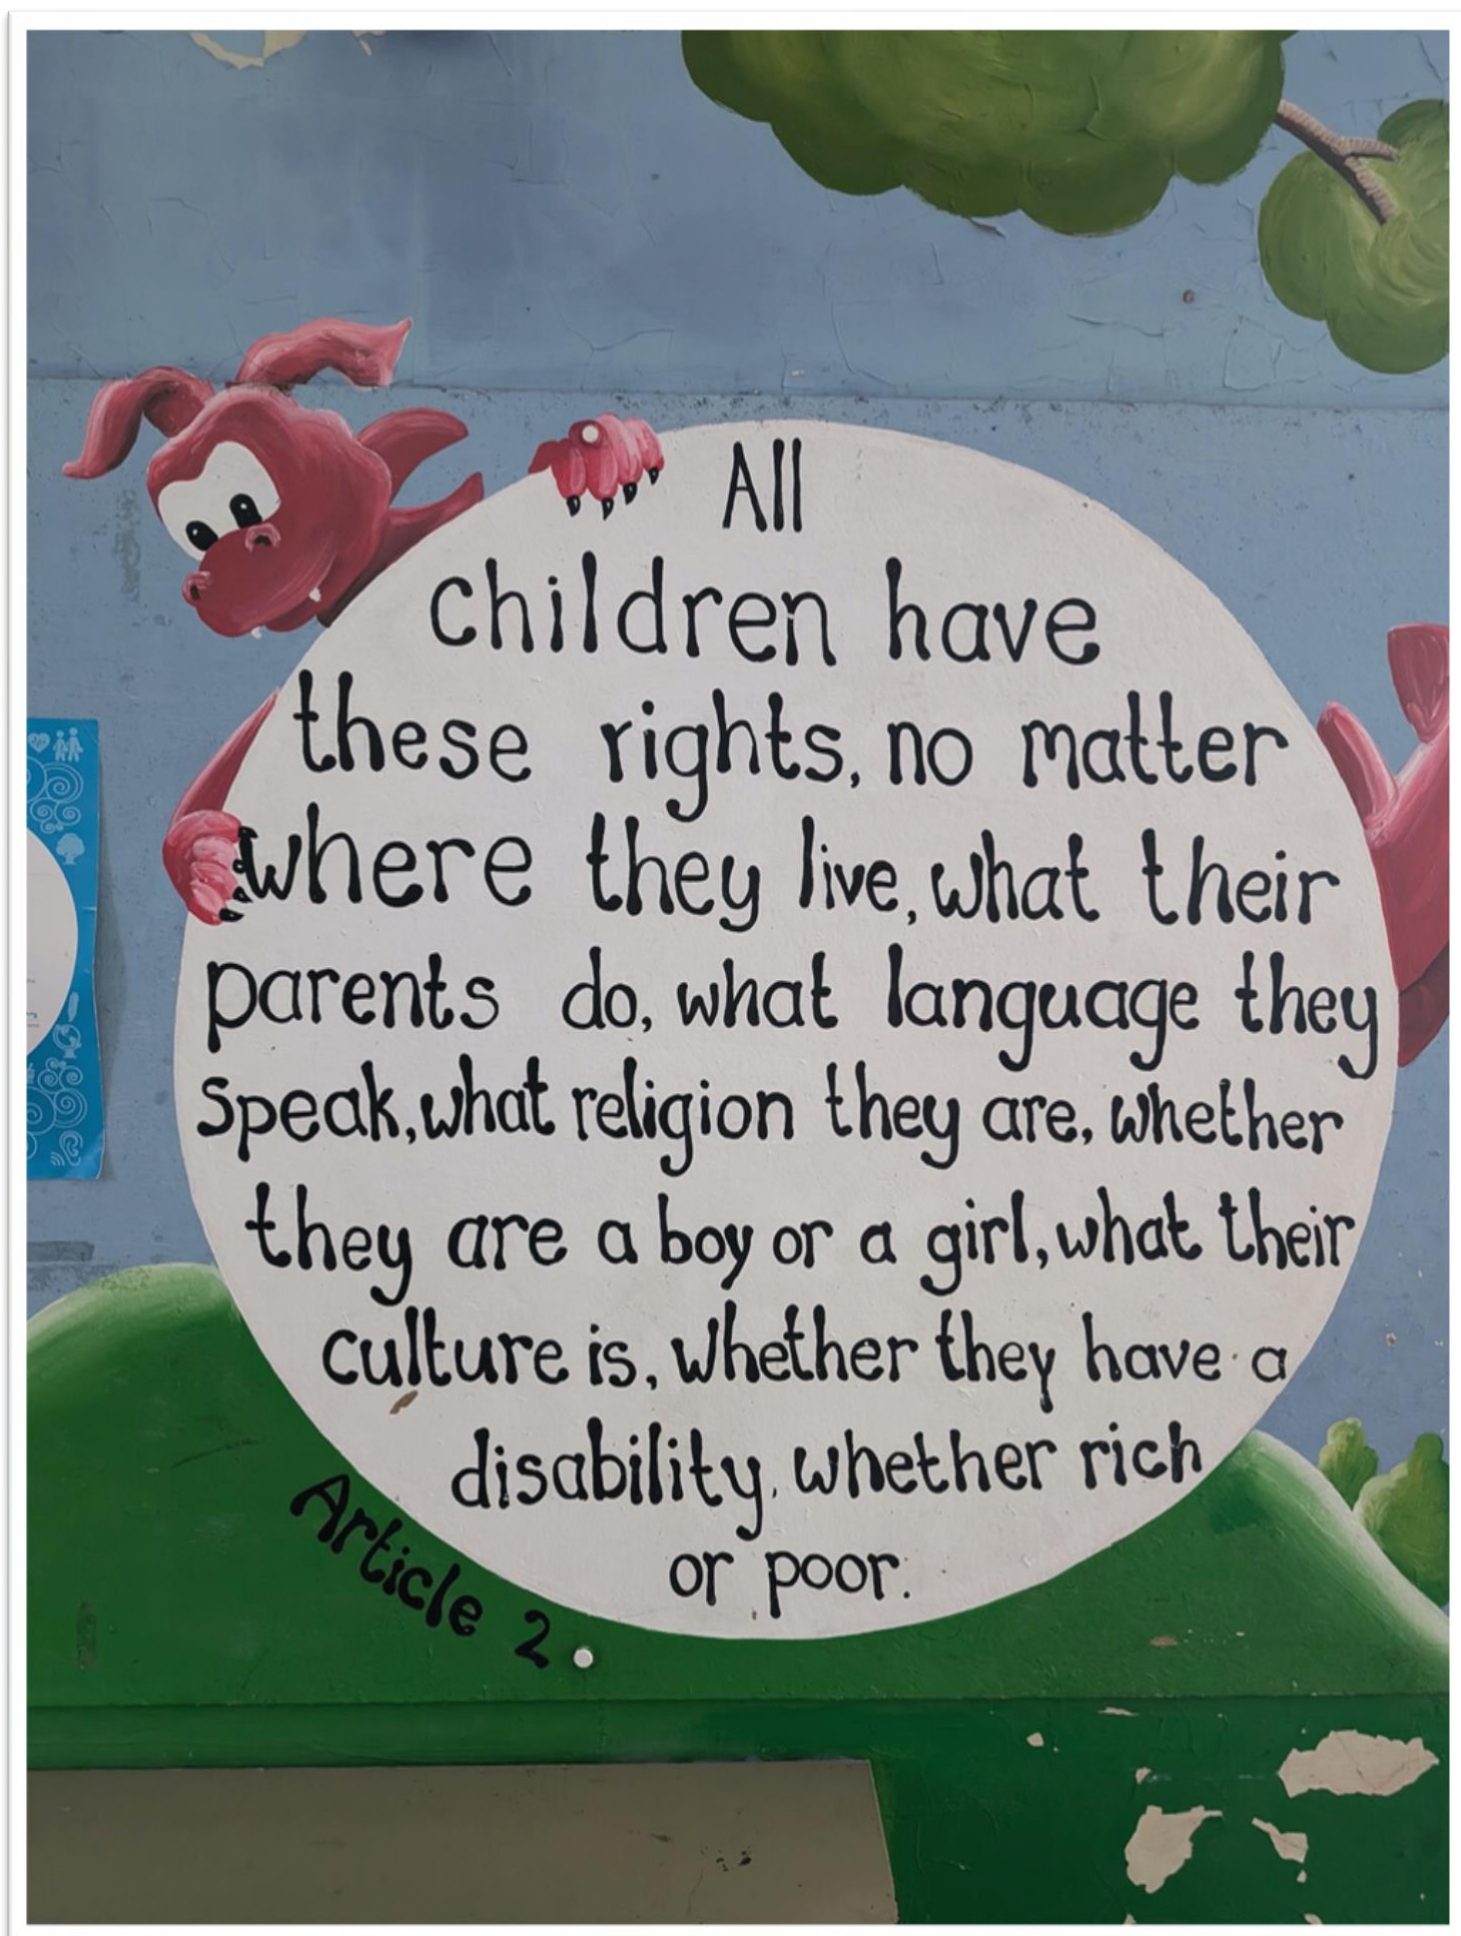 All
children have
these rights, no matter
where they live, what their
parents do, what language they
speak, what religion they are, whether
they are a boy or a girl, what their
culture is, whether they have a
disability, whether rich
or poor.
Article 2